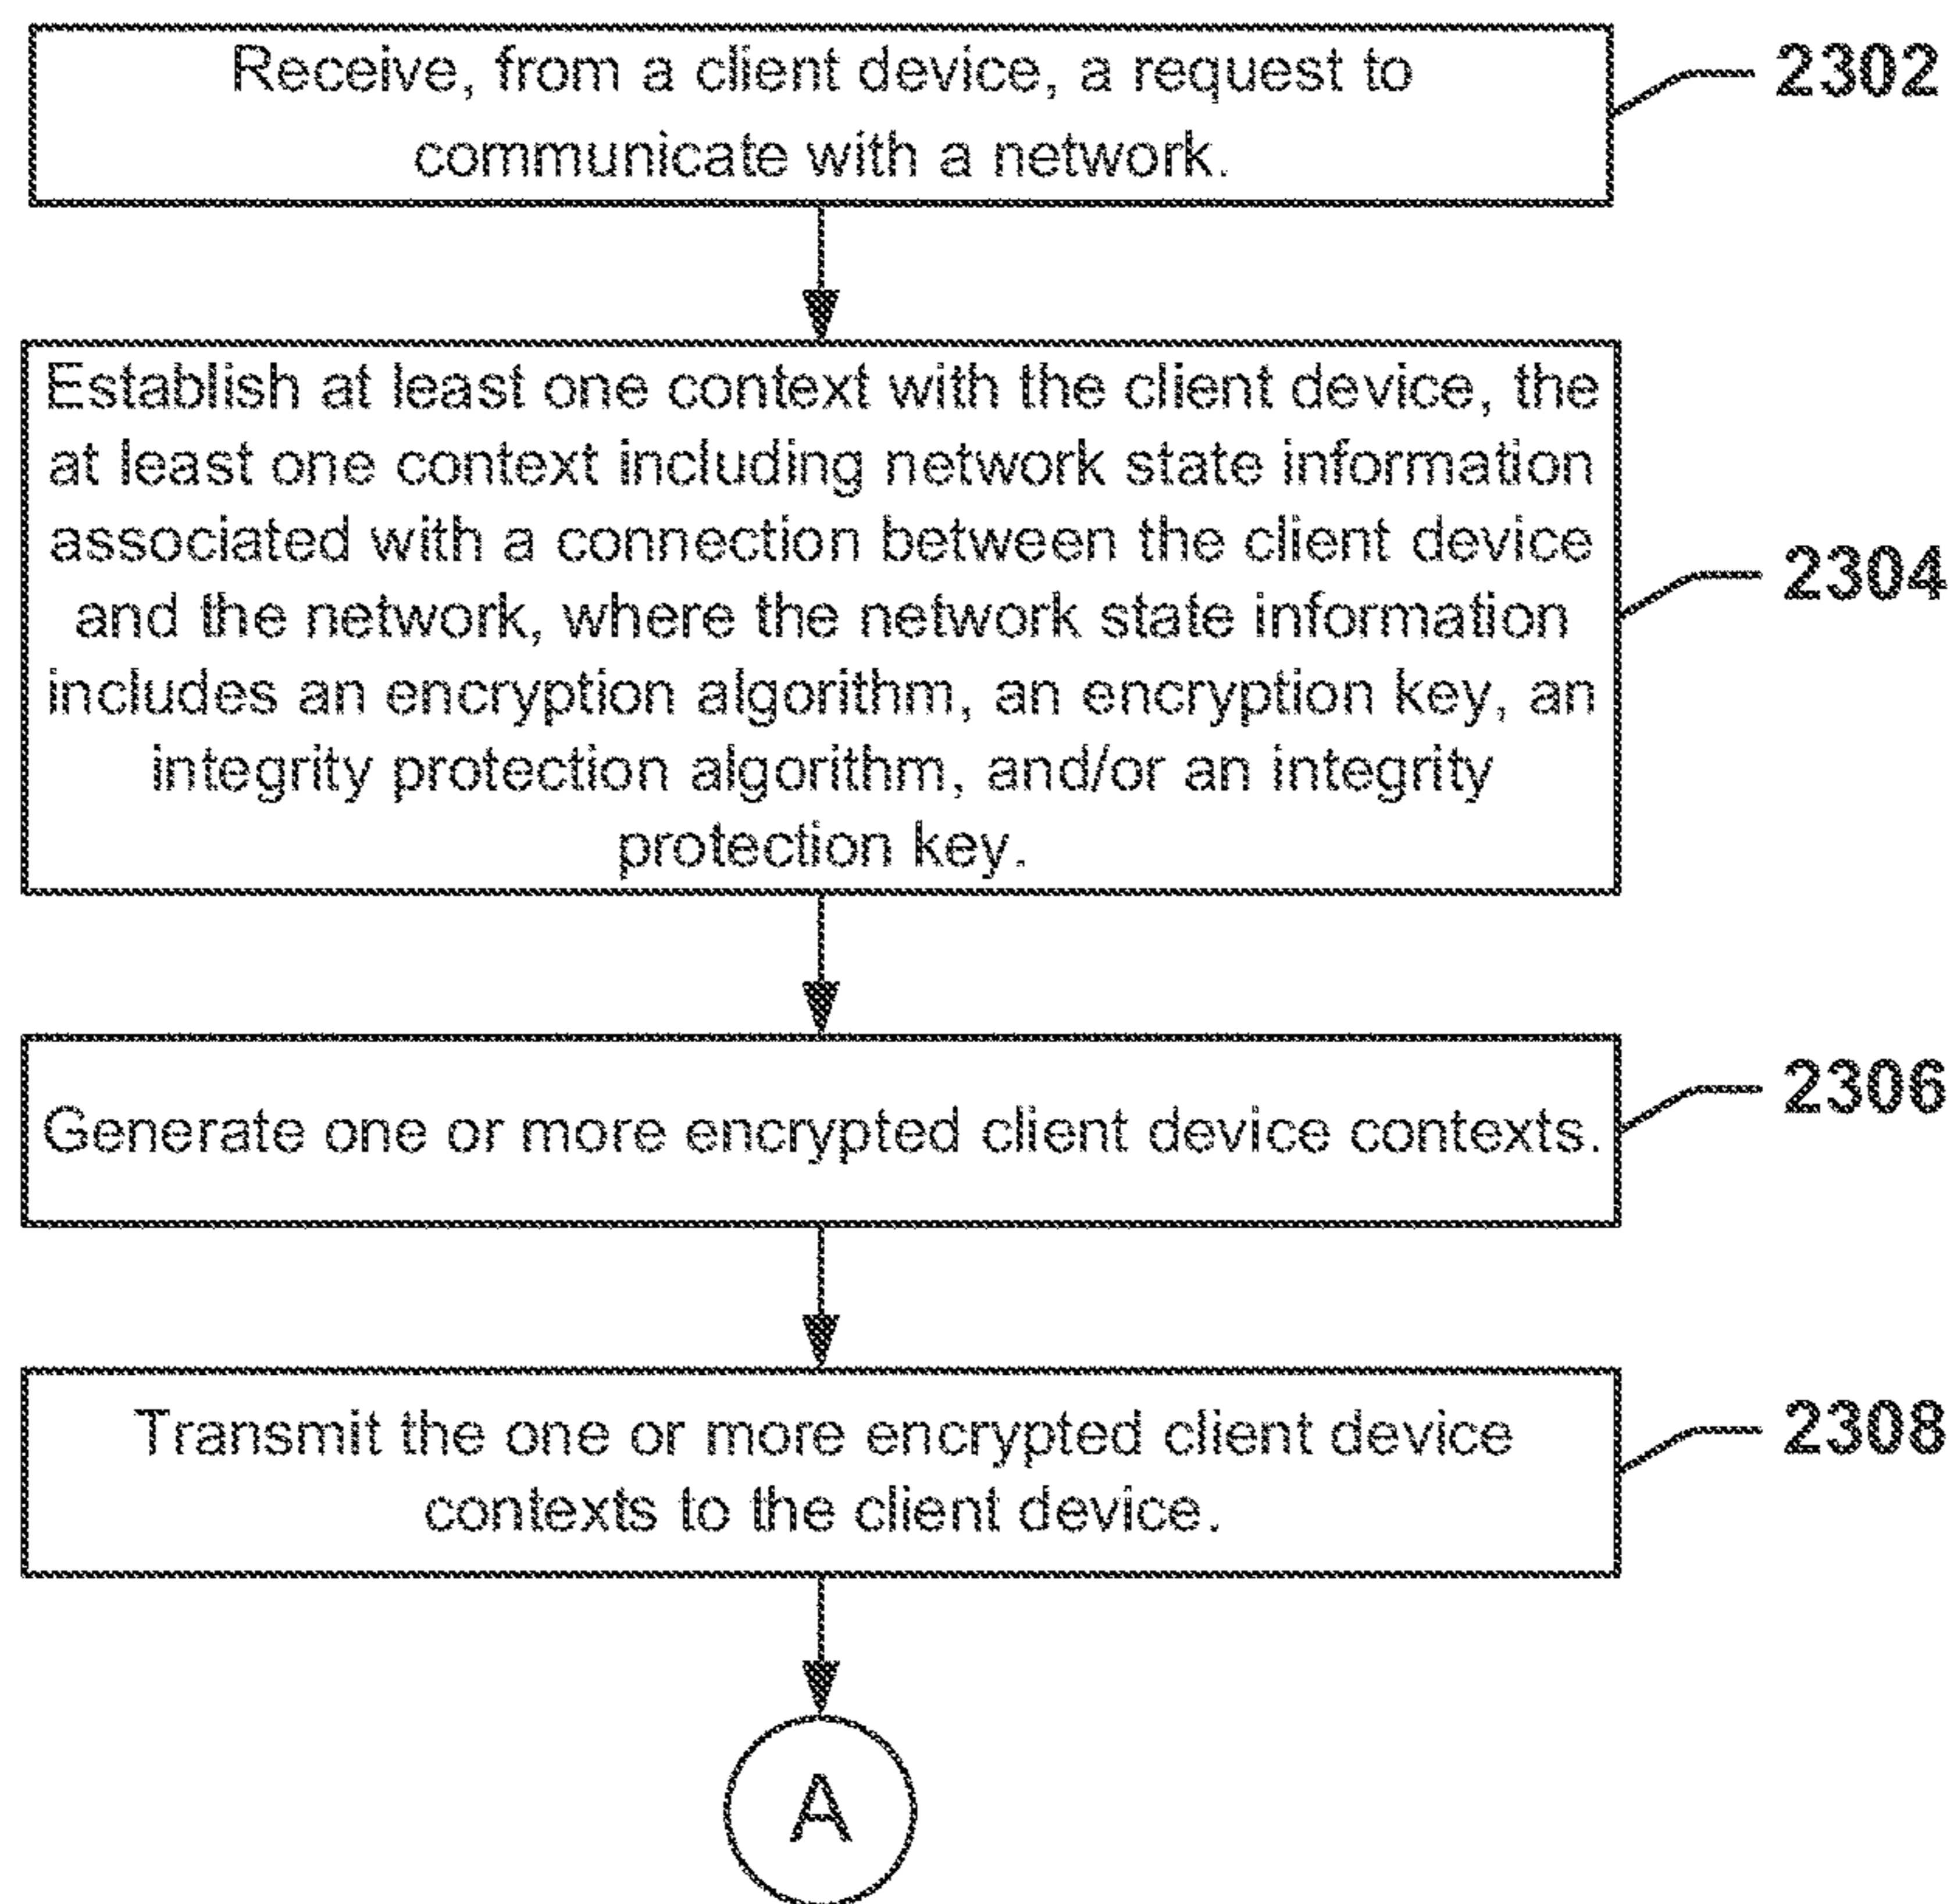 Receive, from a client device, a request to
communicate with a network.
2302
Establish at least one context with the client device, the
at least one context including network state information
associated with a connection between the client device
and the network, where the network state information
includes an encryption algorithm, an encryption key, an
integrity protection algorithm, and/or an integrity
protection key.
2304
Generate one or more encrypted client device contexts.
2306
Transmit the one or more encrypted client device
contexts to the client device.
2308
A